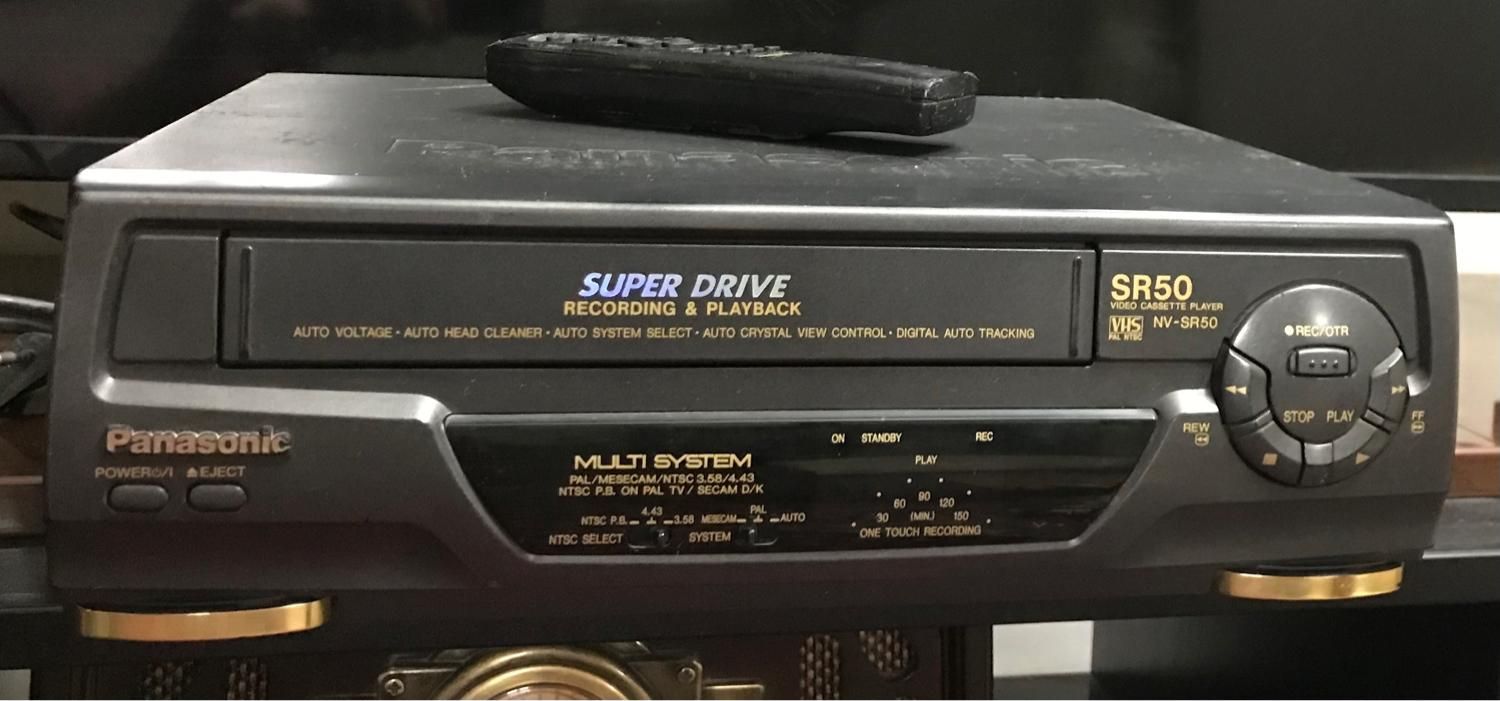 Panasonic
SUPER DRIVE
RECORDING & PLAYBACK
AUTO VOLTAGE · AUTO HEAD CLEANER · AUTO SYSTEM SELECT · AUTO CRYSTAL VIEW CONTROL · DIGITAL AUTO TRACKING
SR50
VIDEO CASSETTE PLAYER
VHS NV-SR50
PAL NTSC
REC/OTR
STOP PLAY
REW
FF
Panasonic
POWER ⏻/I ⏏ EJECT
MULTI SYSTEM
PAL/MESECAM/NTSC 3.58/4.43
NTSC P.B. ON PAL TV / SECAM D/K
4.43 PAL
NTSC P.B. 3.58 MESECAM AUTO
NTSC SELECT SYSTEM
ON STANDBY REC
PLAY
60 90 120
30 (MIN.) 150
ONE TOUCH RECORDING